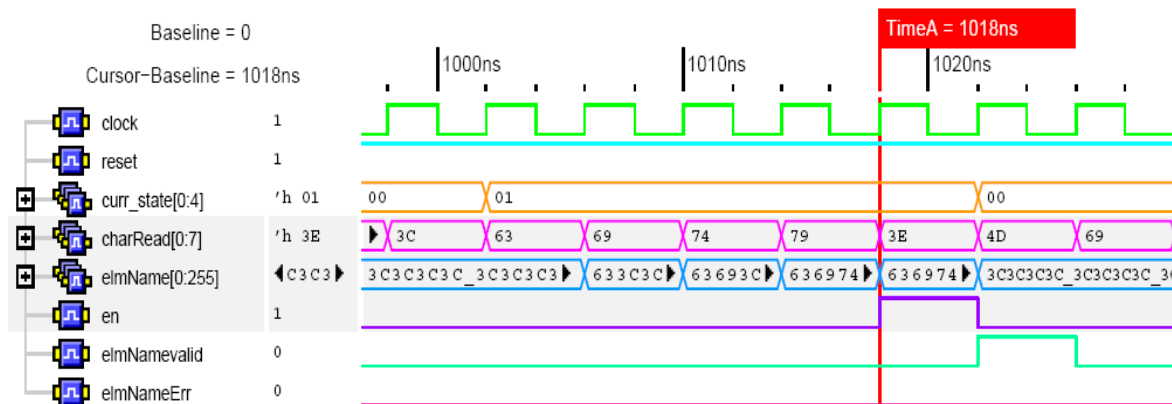 Baseline = 0
TimeA = 1018ns
1000ns 1010ns 1020ns
Cursor-Baseline = 1018ns
clock 1
reset 1
curr_state[0:4] 'h 01 00 01 00
charRead[0:7] 'h 3E 3C 63 69 74 79 3E 4D 69
elmName[0:255] C3C3 3C3C3C3C_3C3C3C3 633C3C 63693C 636974 636974 3C3C3C3C_3C3C3C3C_3
en 1
elmNamevalid 0
elmNameErr 0